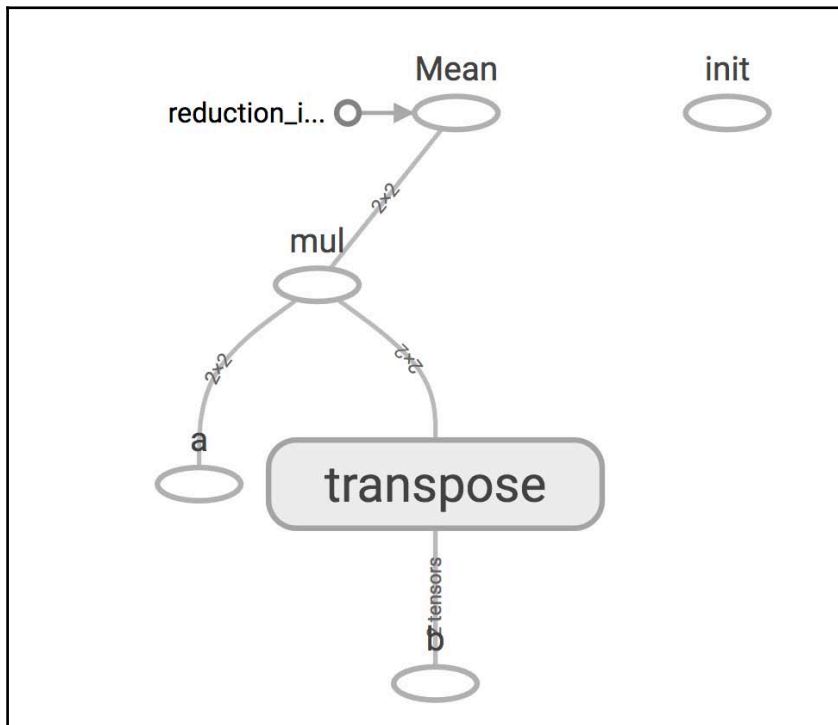 Mean
init
reduction_i...
2×2
mul
2×2
2×2
a
transpose
2 tensors
b